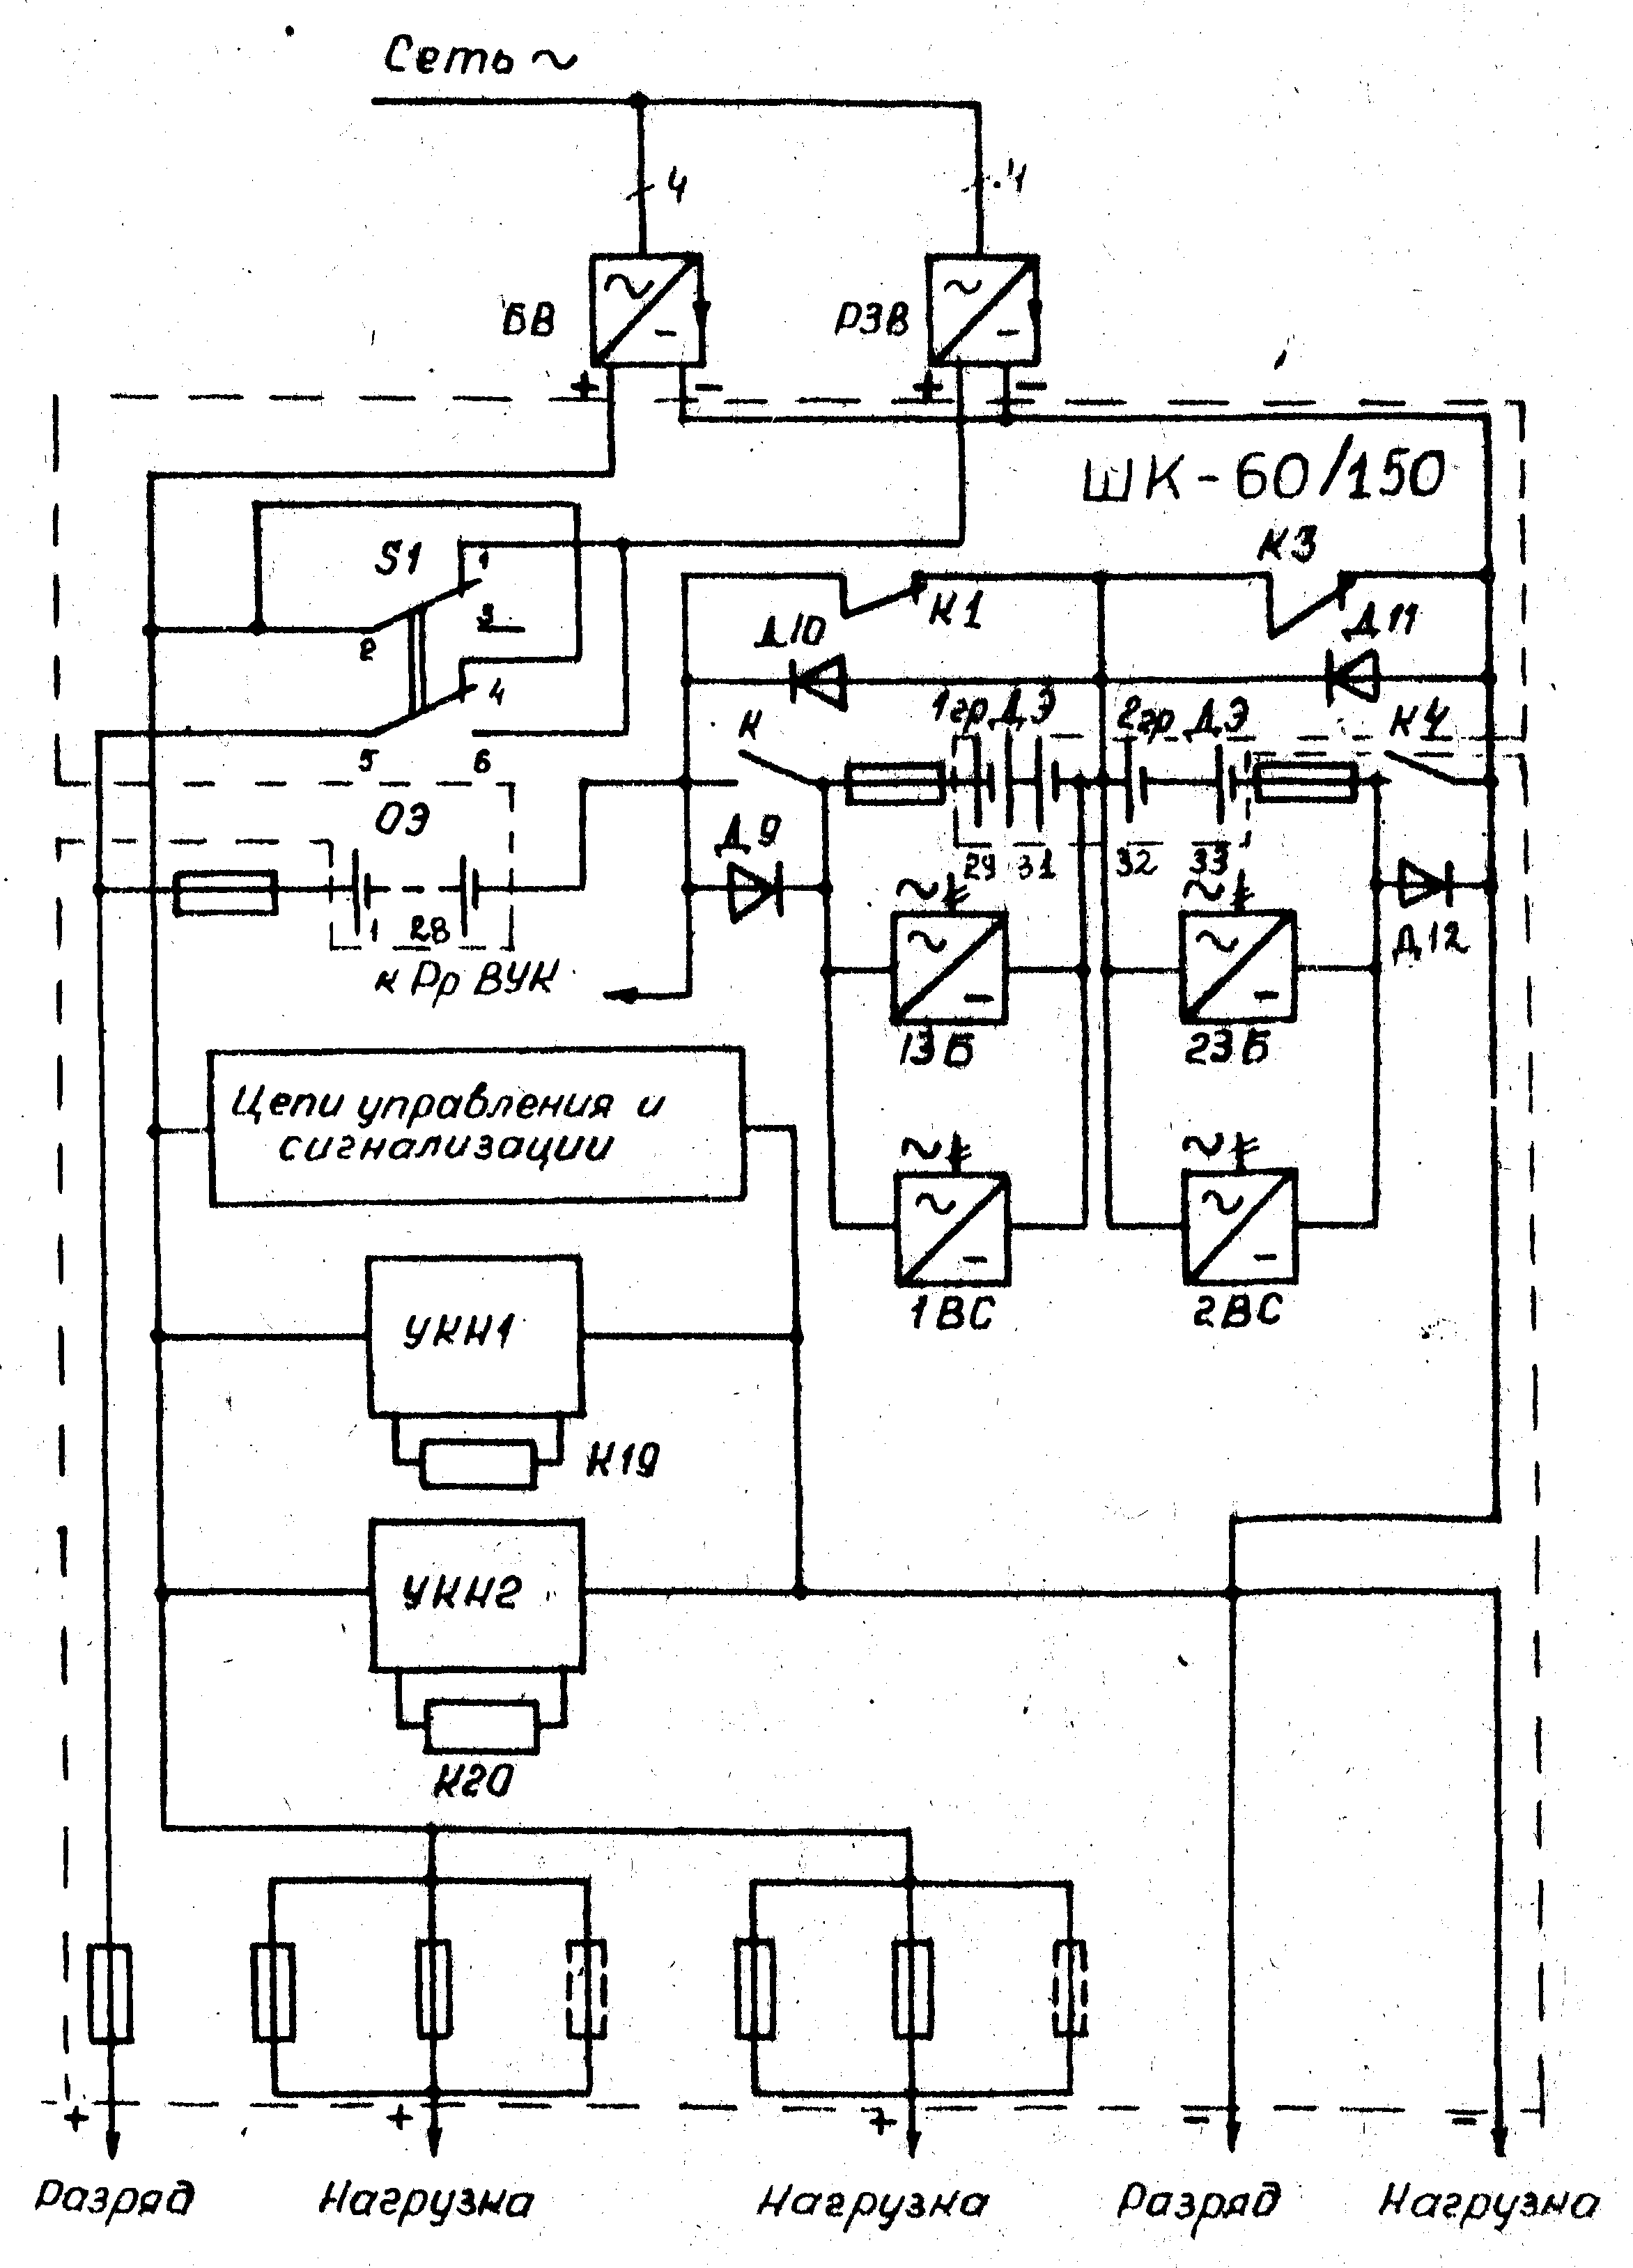 Сеть ~
4
4
БВ
~
-
РЗВ
~
-
+
-
+
-
ШК-60/150
S1
1
3
2
4
5
6
К1
К3
Д10
Д11
К
1гр ДЭ
2гр ДЭ
К4
ОЭ
Д9
29 31
32 33
1 28
~
~
Д12
к Рр ВУК
~
-
~
-
1ЗБ
2ЗБ
Цепи управления и
сигнализации
~
~
~
-
~
-
УКН1
1ВС
2ВС
К19
УКН2
К20
+
+
+
-
-
Разряд
Нагрузка
Нагрузка
Разряд
Нагрузка